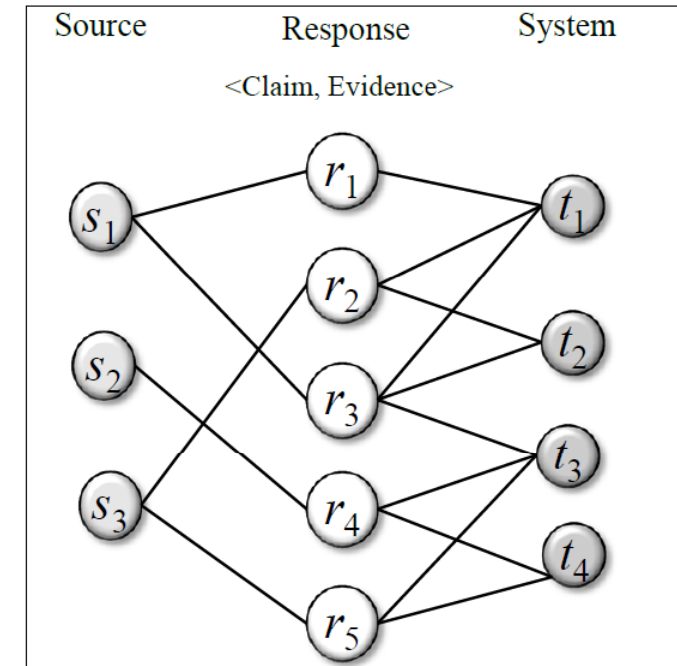 Source Response System
<Claim, Evidence>
r1
s1 t1
r2
s2 t2
r3
s3 t3
r4
t4
r5